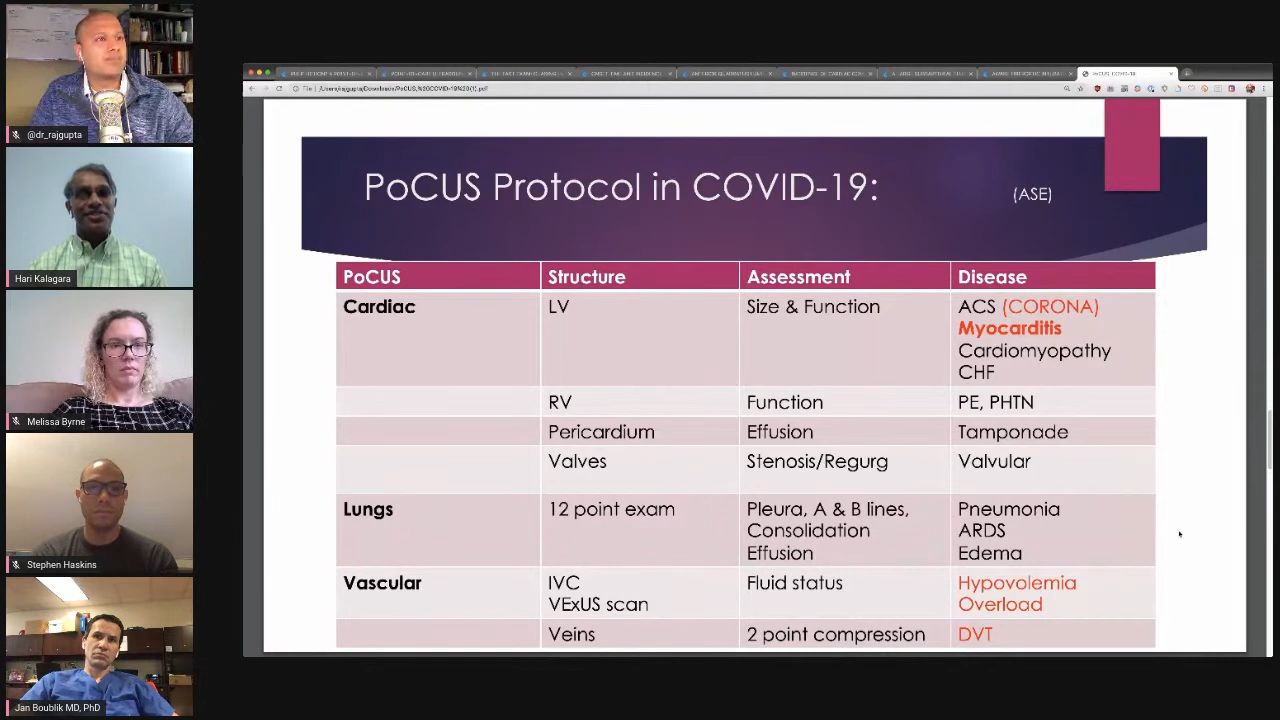 @dr_rajgupta
Hari Kalagara
Melissa Byrne
Stephen Haskins
Jan Boublik MD, PhD
PoCUS_COVID-19
PoCUS Protocol in COVID-19: (ASE)
PoCUS Structure Assessment Disease
Cardiac LV Size & Function ACS (CORONA)
Myocarditis
Cardiomyopathy
CHF
RV Function PE, PHTN
Pericardium Effusion Tamponade
Valves Stenosis/Regurg Valvular
Lungs 12 point exam Pleura, A & B lines, Pneumonia
Consolidation ARDS
Effusion Edema
Vascular IVC Fluid status Hypovolemia
VExUS scan Overload
Veins 2 point compression DVT